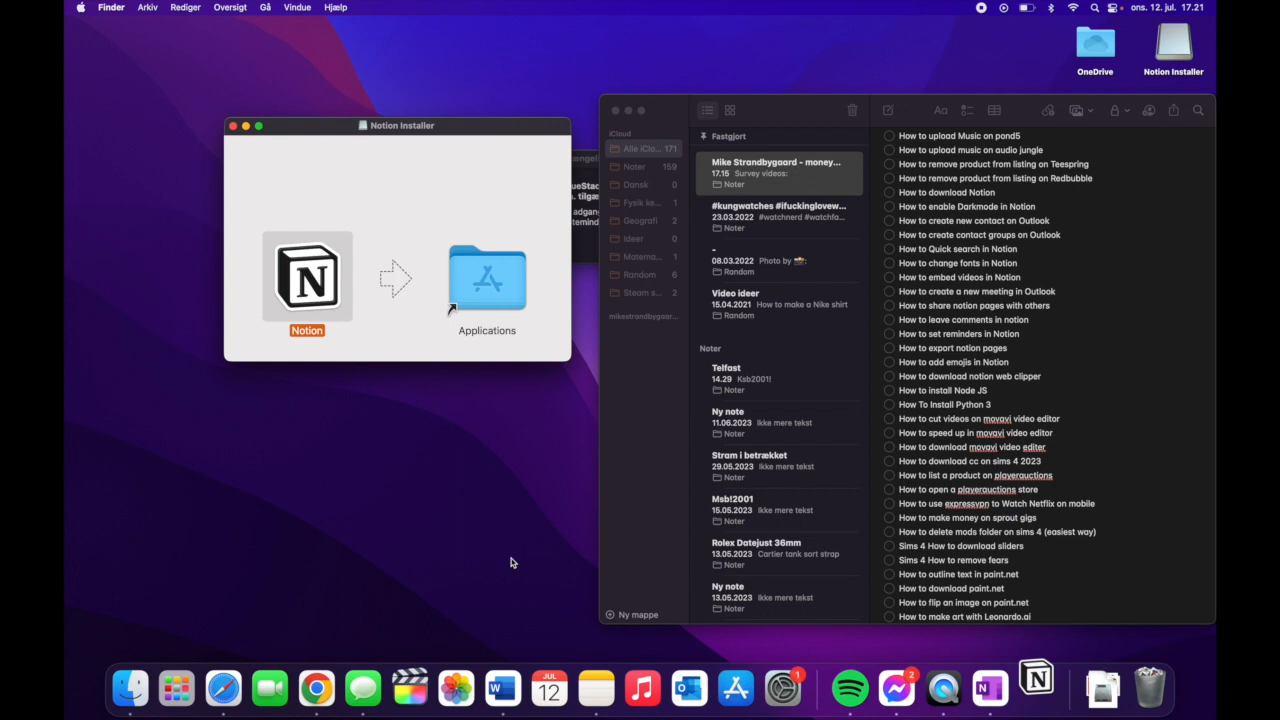 Finder Arkiv Rediger Oversigt Gå Vindue Hjælp
ons. 12. jul. 17.21
OneDrive
Notion Installer
Notion Installer
Notion
Applications
iCloud
Alle iClo... 171
Noter 159
Dansk 0
Fysik ke... 1
Geografi 2
Ideer 0
Matema... 1
Random 6
Steam s... 2
mikestrandbygaar...
Ny mappe
Fastgjort
Mike Strandbygaard - money...
17.15 Survey videos:
Noter
#kungwatches #ifuckinglovew...
23.03.2022 #watchnerd #watchfa...
Noter
-
08.03.2022 Photo by 📸:
Random
Video ideer
15.04.2021 How to make a Nike shirt
Random
Noter
Telfast
14.29 Ksb2001!
Noter
Ny note
11.06.2023 Ikke mere tekst
Noter
Stram i betrækket
29.05.2023 Ikke mere tekst
Noter
Msb!2001
15.05.2023 Ikke mere tekst
Noter
Rolex Datejust 36mm
13.05.2023 Cartier tank sort strap
Noter
Ny note
13.05.2023 Ikke mere tekst
Noter
Aa
How to upload Music on pond5
How to upload music on audio jungle
How to remove product from listing on Teespring
How to remove product from listing on Redbubble
How to download Notion
How to enable Darkmode in Notion
How to create new contact on Outlook
How to create contact groups on Outlook
How to Quick search in Notion
How to change fonts in Notion
How to embed videos in Notion
How to create a new meeting in Outlook
How to share notion pages with others
How to leave comments in notion
How to set reminders in Notion
How to export notion pages
How to add emojis in Notion
How to download notion web clipper
How to install Node JS
How To Install Python 3
How to cut videos on movavi video editor
How to speed up in movavi video editor
How to download movavi video editer
How to download cc on sims 4 2023
How to list a product on playerauctions
How to open a playerauctions store
How to use expressvpn to Watch Netflix on mobile
How to make money on sprout gigs
How to delete mods folder on sims 4 (easiest way)
Sims 4 How to download sliders
Sims 4 How to remove fears
How to outline text in paint.net
How to download paint.net
How to flip an image on paint.net
How to make art with Leonardo.ai
JUL
12
1
2